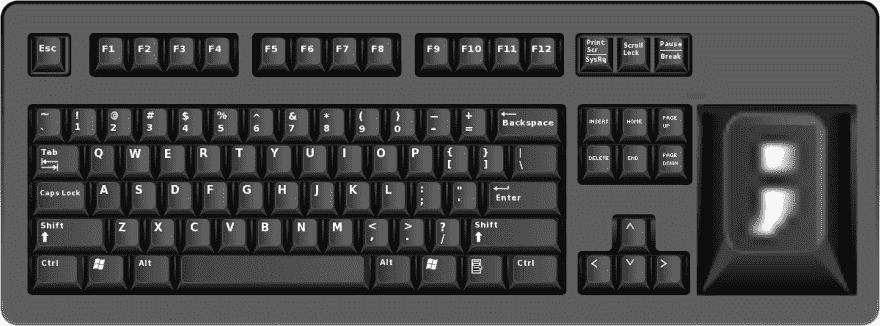 Esc F1 F2 F3 F4 F5 F6 F7 F8 F9 F10 F11 F12 Print Scr SysRq Scroll Lock Pause Break
~ ` ! 1 @ 2 # 3 $ 4 % 5 ^ 6 & 7 * 8 ( 9 ) 0 _ - + = Backspace INSERT HOME PAGE UP
Tab Q W E R T Y U I O P { [ } ] | \ DELETE END PAGE DOWN
Caps Lock A S D F G H J K L : ; " ' Enter
Shift Z X C V B N M < , > . ? / Shift ^
Ctrl Alt Alt Ctrl < v >
;